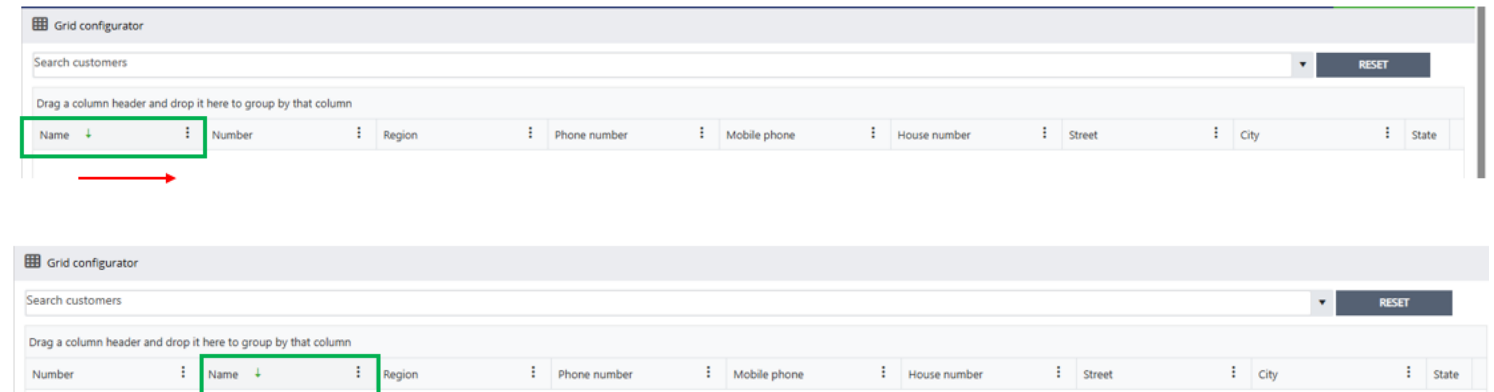 Grid configurator
Search customers RESET
Drag a column header and drop it here to group by that column
Name Number Region Phone number Mobile phone House number Street City State
Grid configurator
Search customers RESET
Drag a column header and drop it here to group by that column
Number Name Region Phone number Mobile phone House number Street City State